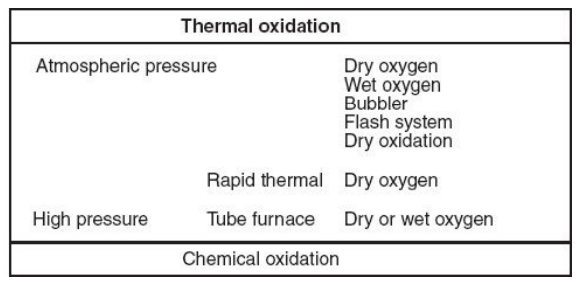 Thermal oxidation
Atmospheric pressure Dry oxygen
Wet oxygen
Bubbler
Flash system
Dry oxidation
Rapid thermal Dry oxygen
High pressure Tube furnace Dry or wet oxygen
Chemical oxidation